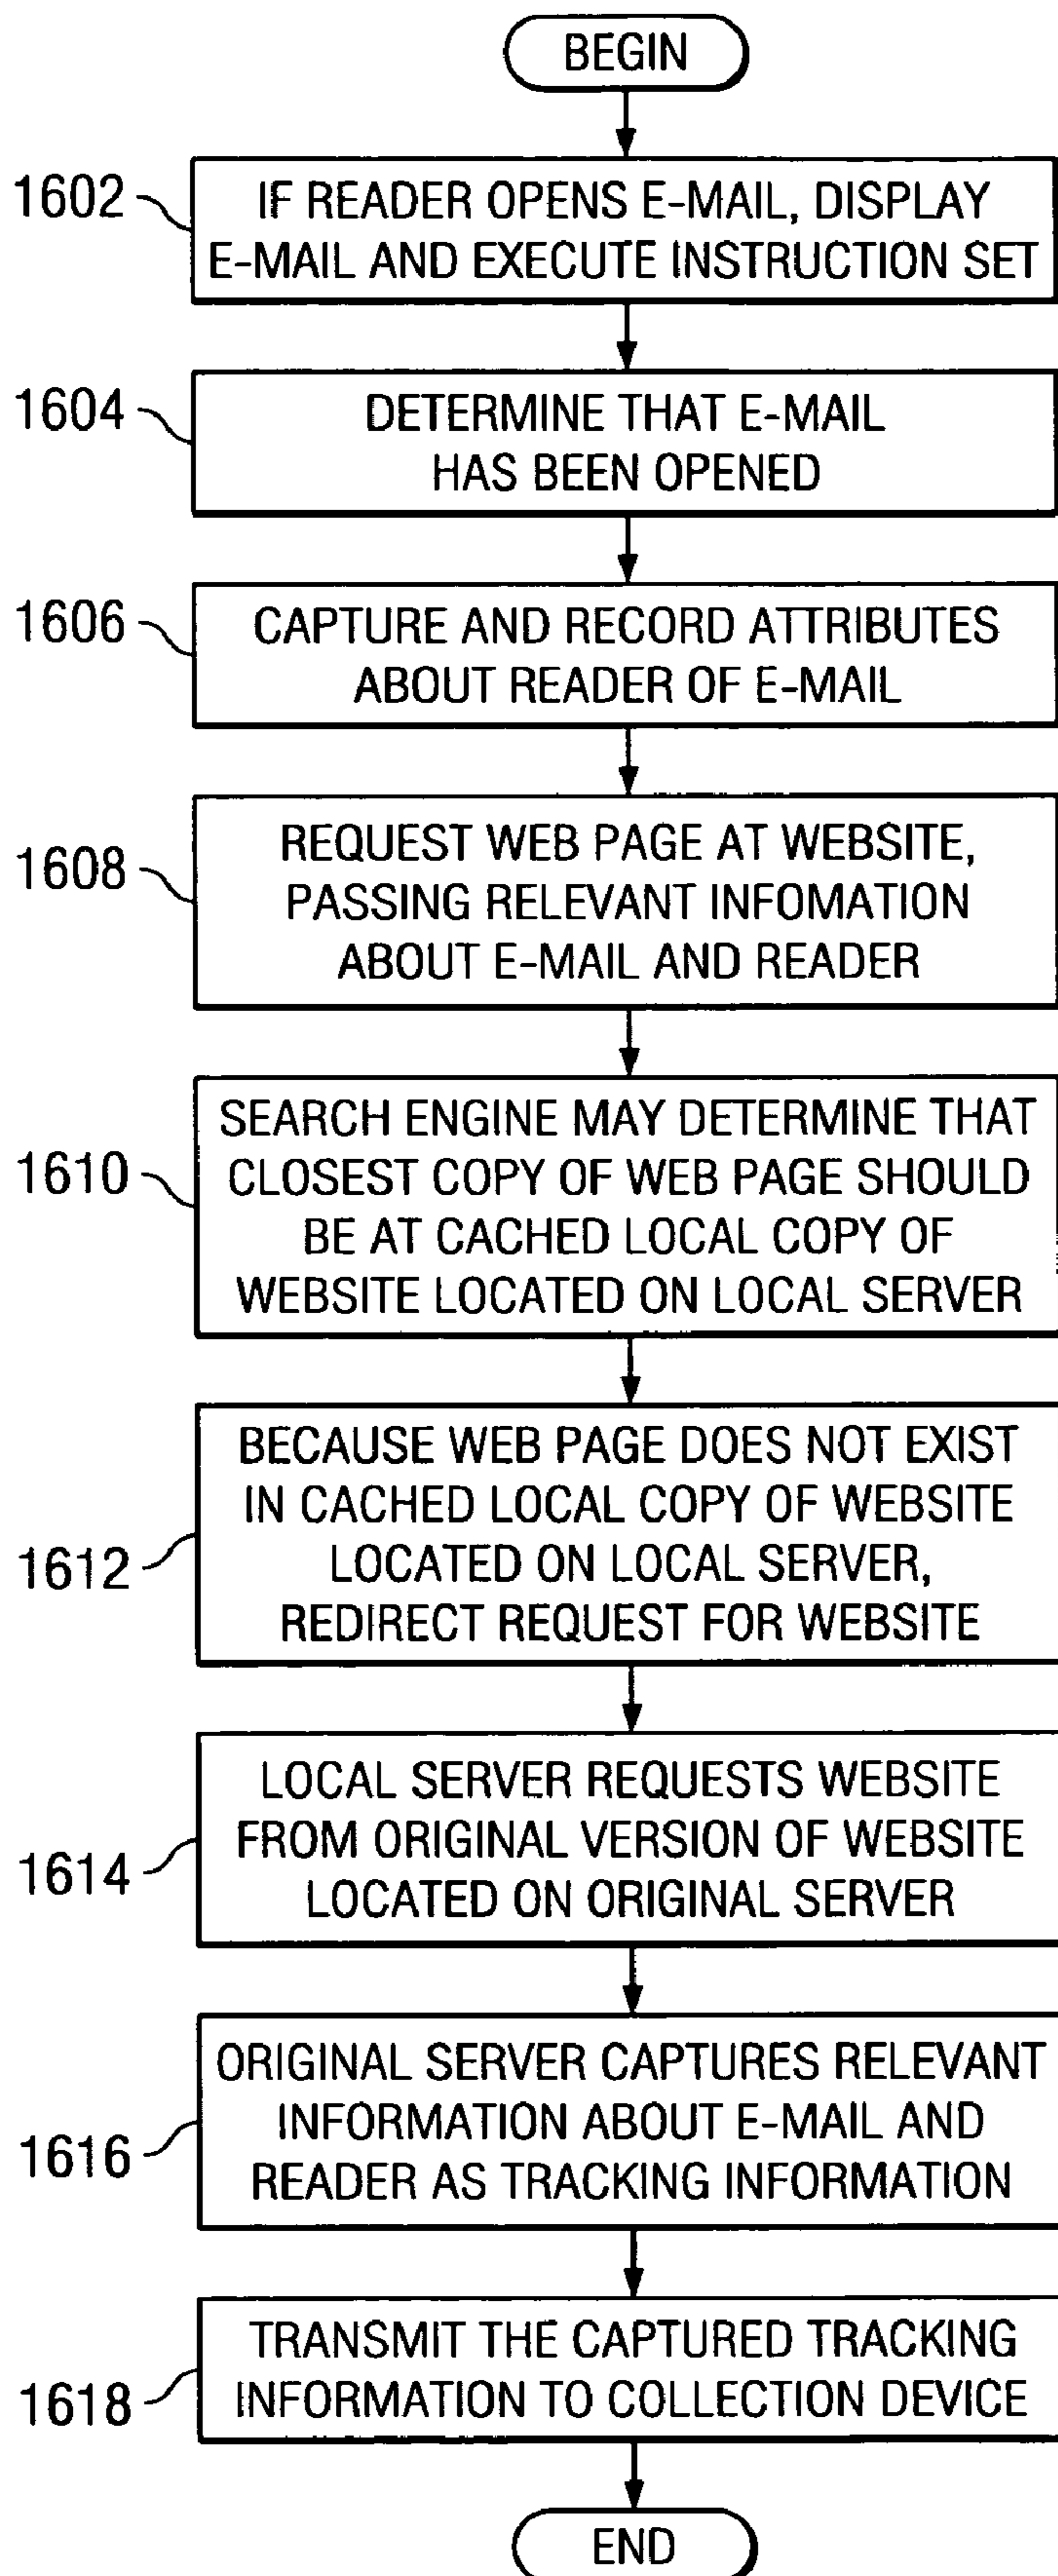 BEGIN
1602
IF READER OPENS E-MAIL, DISPLAY
E-MAIL AND EXECUTE INSTRUCTION SET
1604
DETERMINE THAT E-MAIL
HAS BEEN OPENED
1606
CAPTURE AND RECORD ATTRIBUTES
ABOUT READER OF E-MAIL
1608
REQUEST WEB PAGE AT WEBSITE,
PASSING RELEVANT INFOMATION
ABOUT E-MAIL AND READER
1610
SEARCH ENGINE MAY DETERMINE THAT
CLOSEST COPY OF WEB PAGE SHOULD
BE AT CACHED LOCAL COPY OF
WEBSITE LOCATED ON LOCAL SERVER
1612
BECAUSE WEB PAGE DOES NOT EXIST
IN CACHED LOCAL COPY OF WEBSITE
LOCATED ON LOCAL SERVER,
REDIRECT REQUEST FOR WEBSITE
1614
LOCAL SERVER REQUESTS WEBSITE
FROM ORIGINAL VERSION OF WEBSITE
LOCATED ON ORIGINAL SERVER
1616
ORIGINAL SERVER CAPTURES RELEVANT
INFORMATION ABOUT E-MAIL AND
READER AS TRACKING INFORMATION
1618
TRANSMIT THE CAPTURED TRACKING
INFORMATION TO COLLECTION DEVICE
END